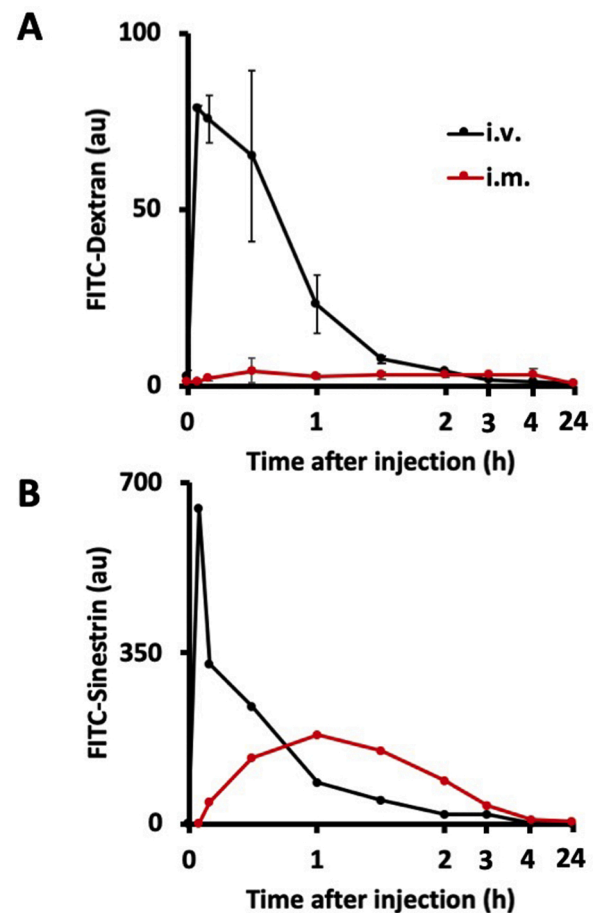 A
FITC-Dextran (au)
100
50
0
i.v.
i.m.
0 1 2 3 4 24
Time after injection (h)
B
FITC-Sinestrin (au)
700
350
0
0 1 2 3 4 24
Time after injection (h)